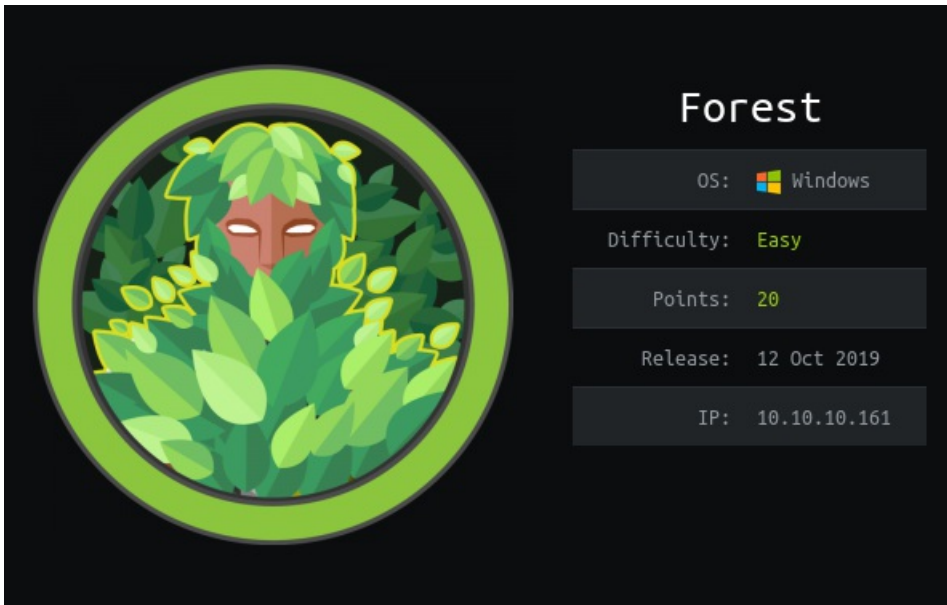 Forest
OS: Windows
Difficulty: Easy
Points: 20
Release: 12 Oct 2019
IP: 10.10.10.161